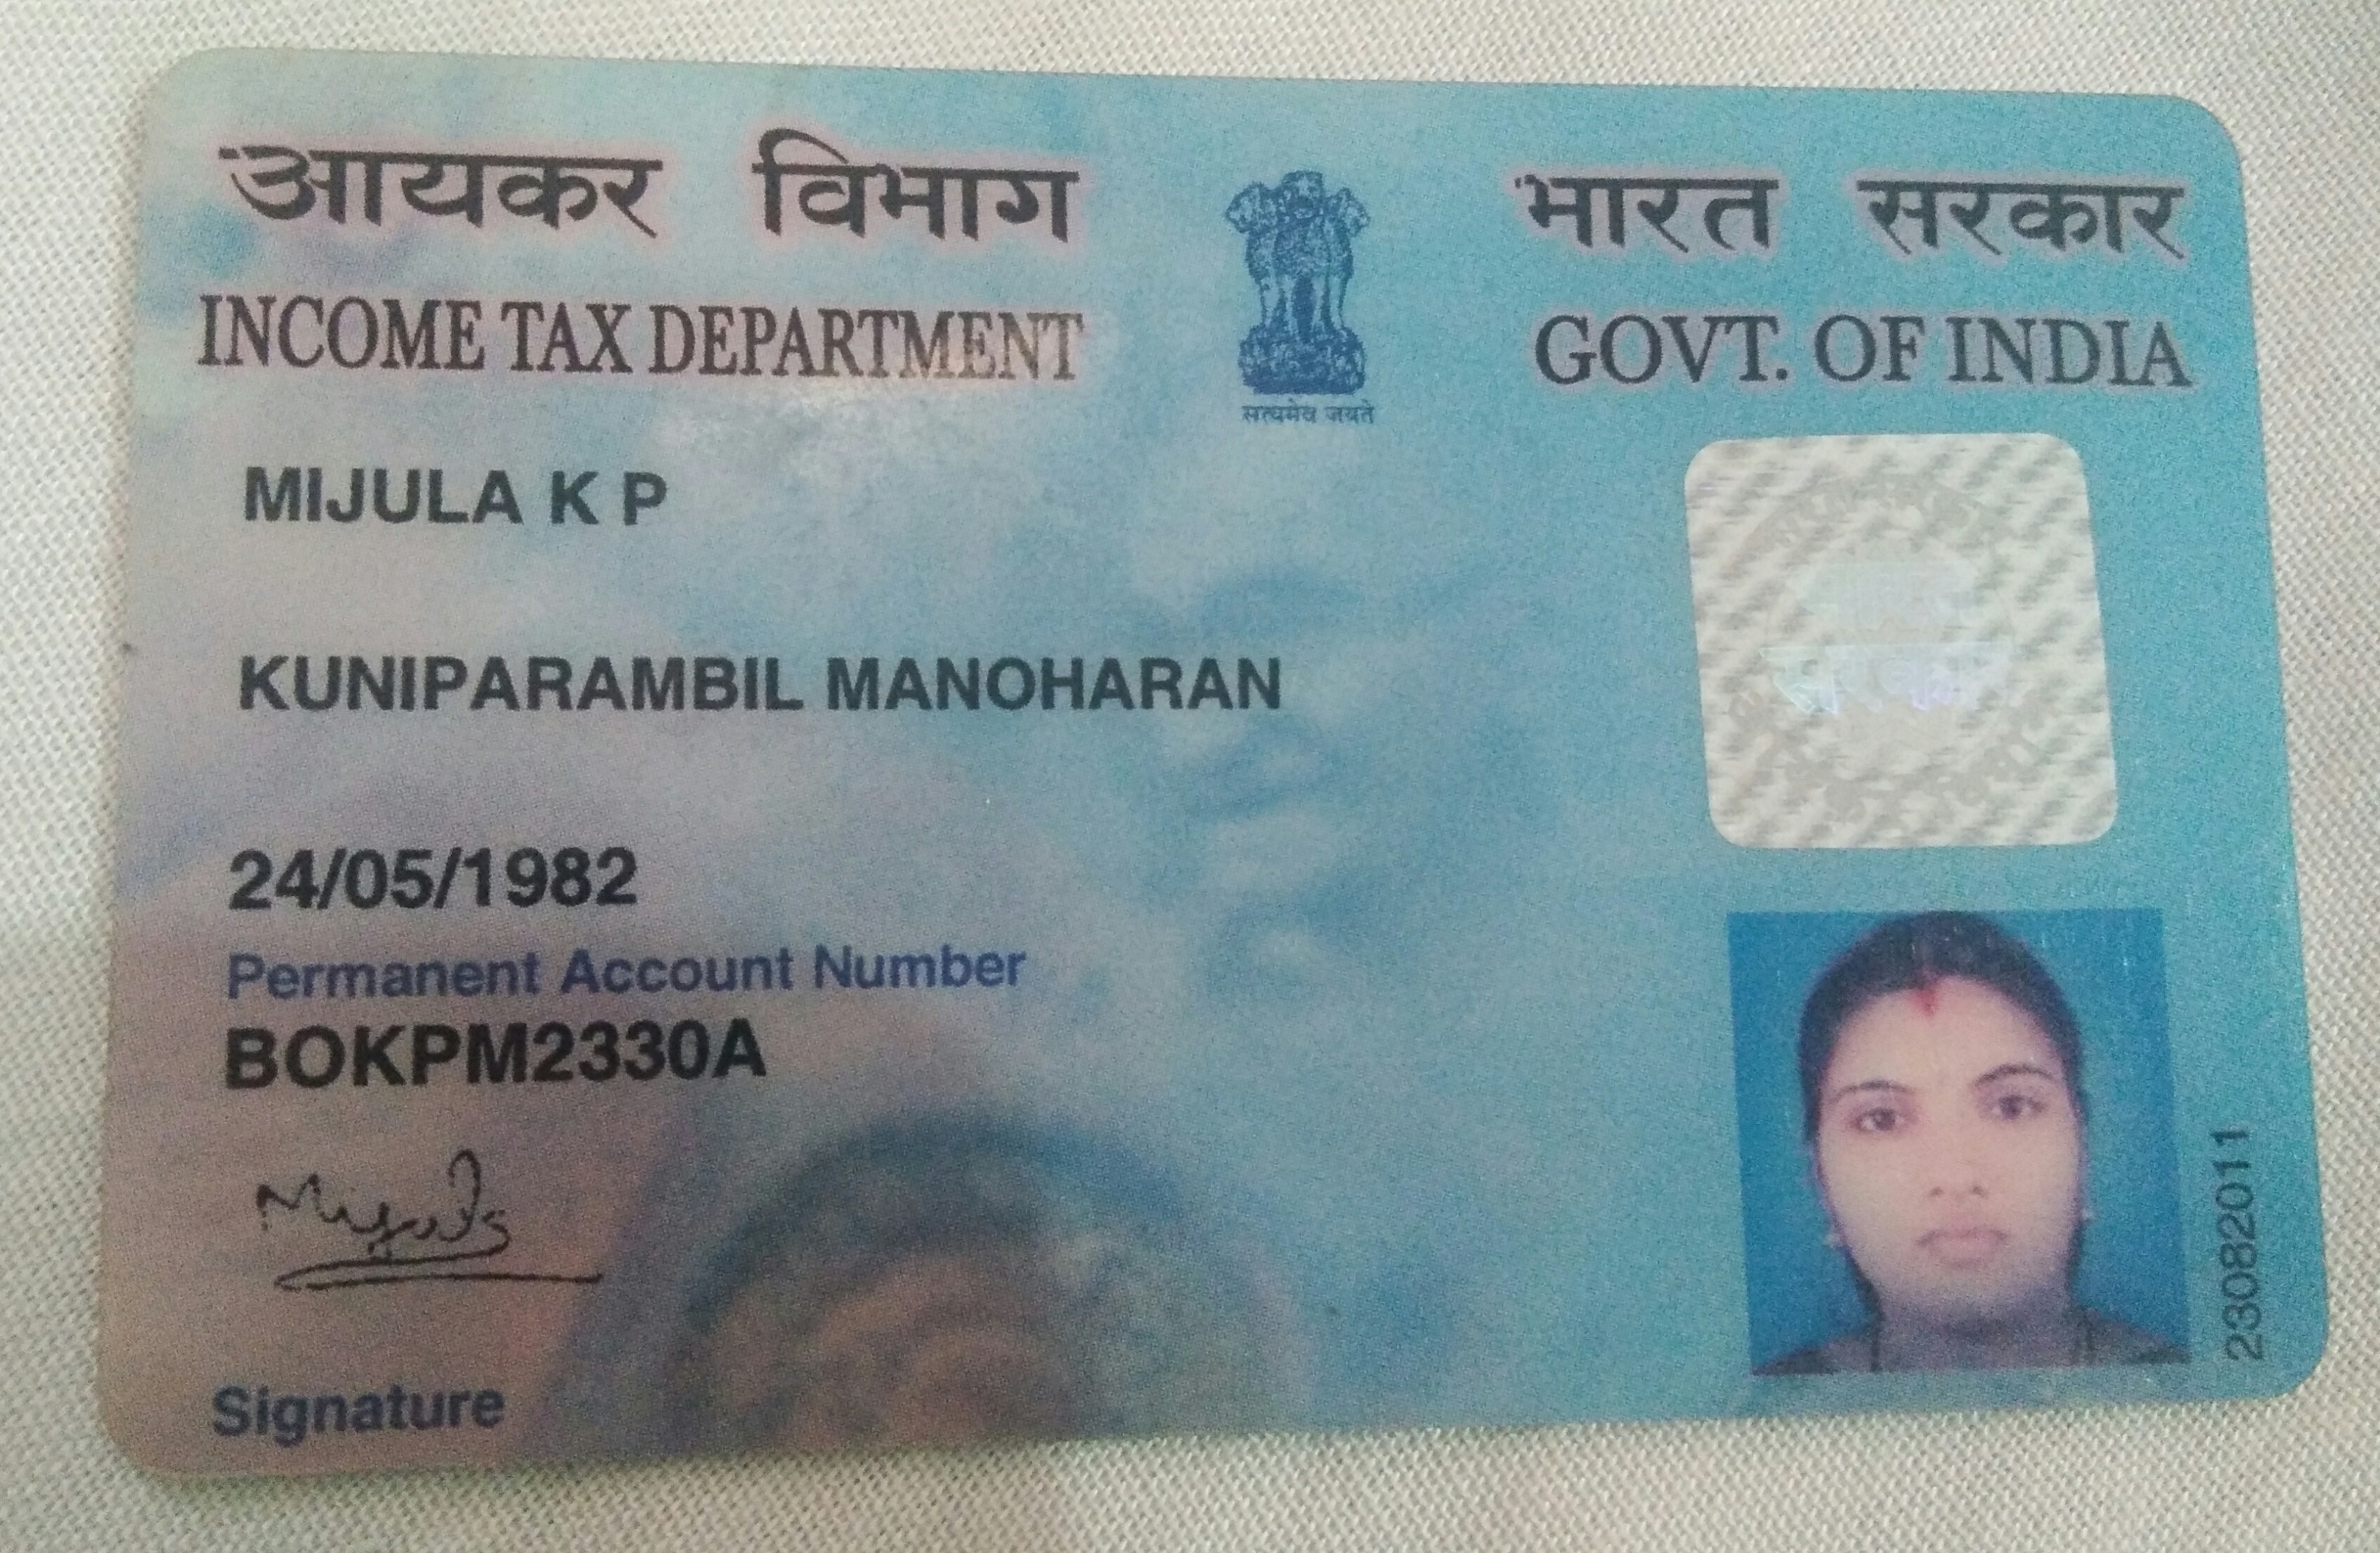 आयकर विभाग
INCOME TAX DEPARTMENT
भारत सरकार
GOVT. OF INDIA
सत्यमेव जयते
MIJULA K P
KUNIPARAMBIL MANOHARAN
24/05/1982
Permanent Account Number
BOKPM2330A
Signature
23082011